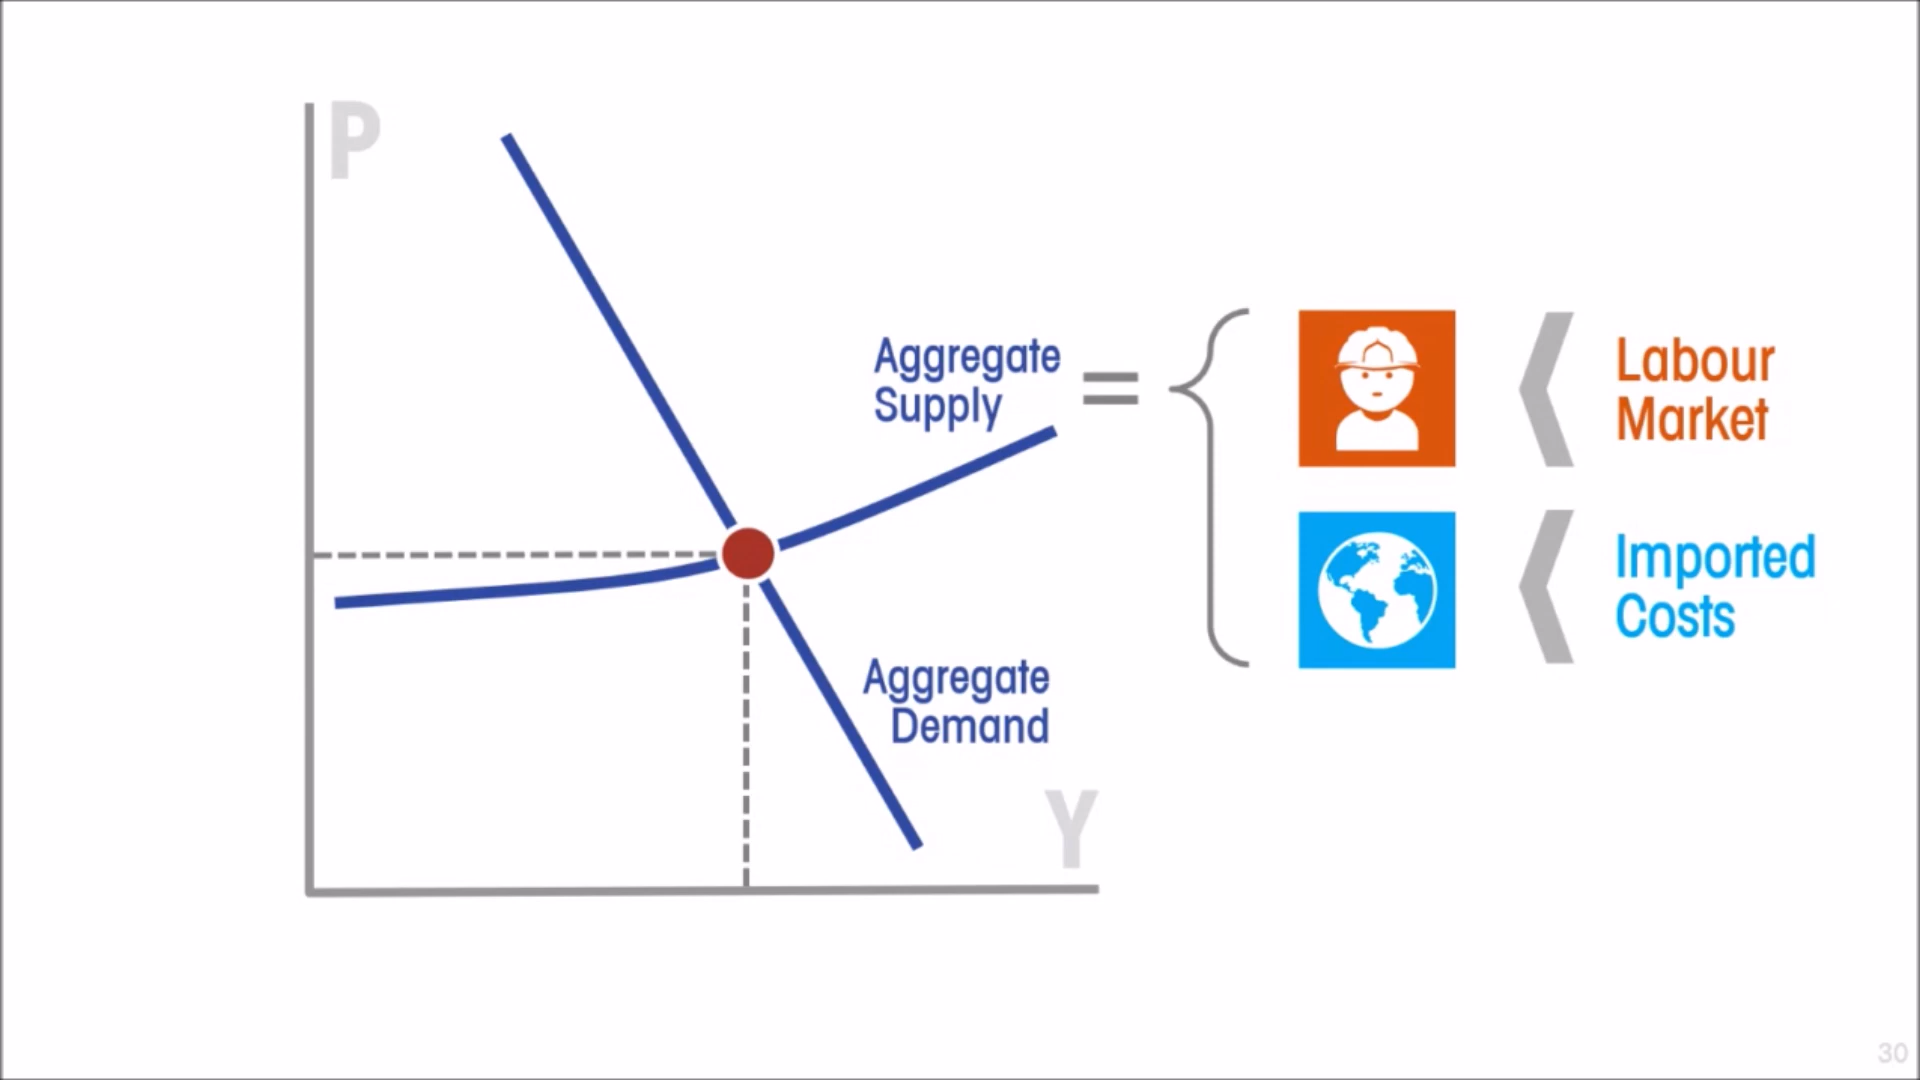 P
Aggregate
Supply
=
Labour
Market
Imported
Costs
Aggregate
Demand
Y
30